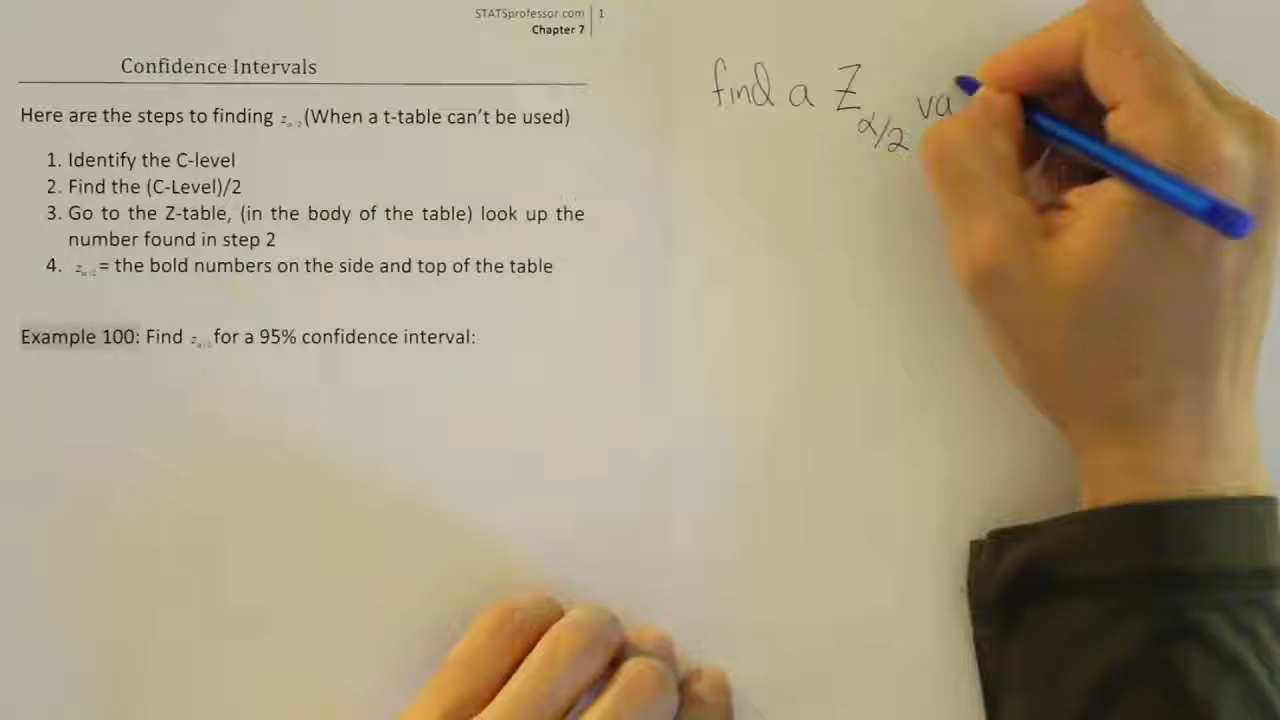 STATSprofessor.com | 1
Chapter 7
Confidence Intervals
Here are the steps to finding z α/2 (When a t-table can't be used)
1. Identify the C-level
2. Find the (C-Level)/2
3. Go to the Z-table, (in the body of the table) look up the
number found in step 2
4. z α/2 = the bold numbers on the side and top of the table
Example 100: Find z α/2 for a 95% confidence interval:
find a Z α/2 va